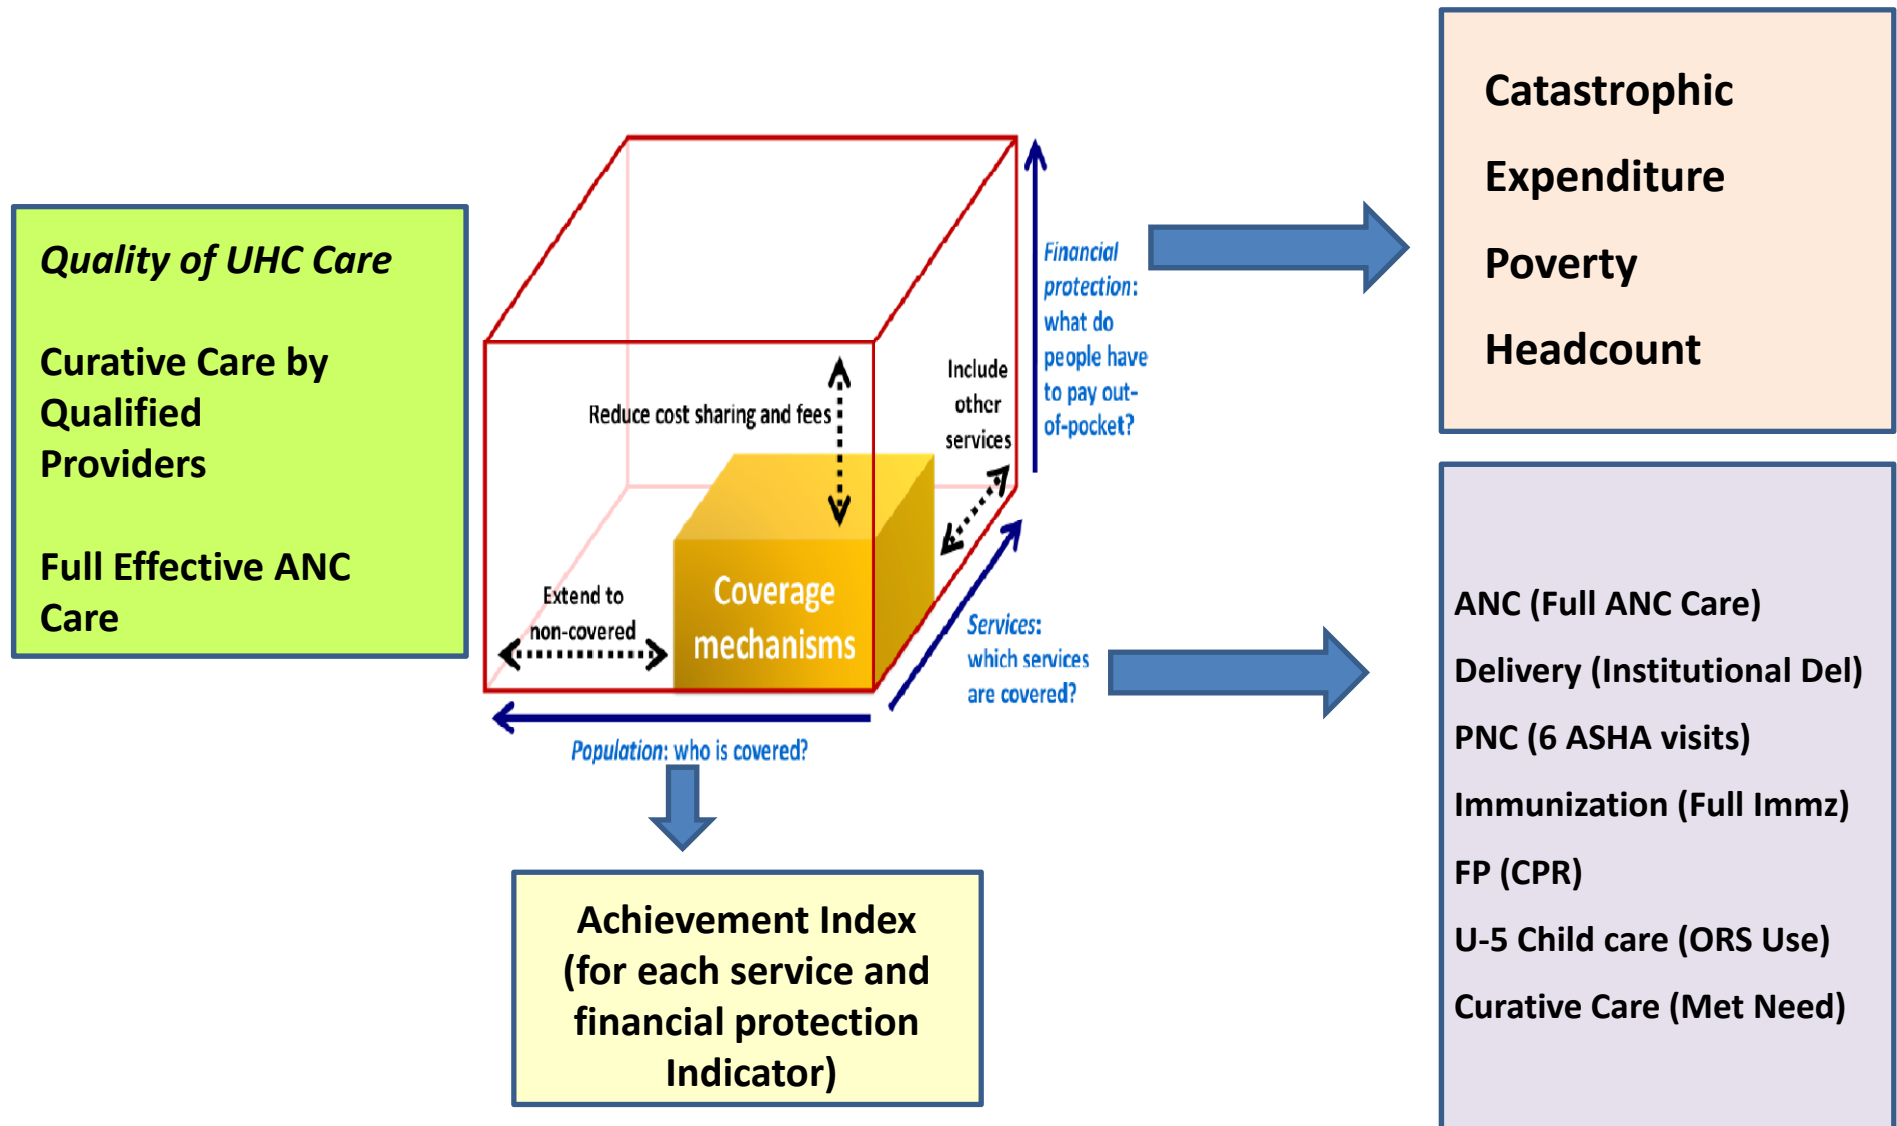 Quality of UHC Care
Curative Care by
Qualified
Providers
Full Effective ANC
Care
Reduce cost sharing and fees
Include
other
services
Extend to
non-covered
Coverage
mechanisms
Financial
protection:
what do
people have
to pay out-
of-pocket?
Services:
which services
are covered?
Population: who is covered?
Achievement Index
(for each service and
financial protection
Indicator)
Catastrophic
Expenditure
Poverty
Headcount
ANC (Full ANC Care)
Delivery (Institutional Del)
PNC (6 ASHA visits)
Immunization (Full Immz)
FP (CPR)
U-5 Child care (ORS Use)
Curative Care (Met Need)